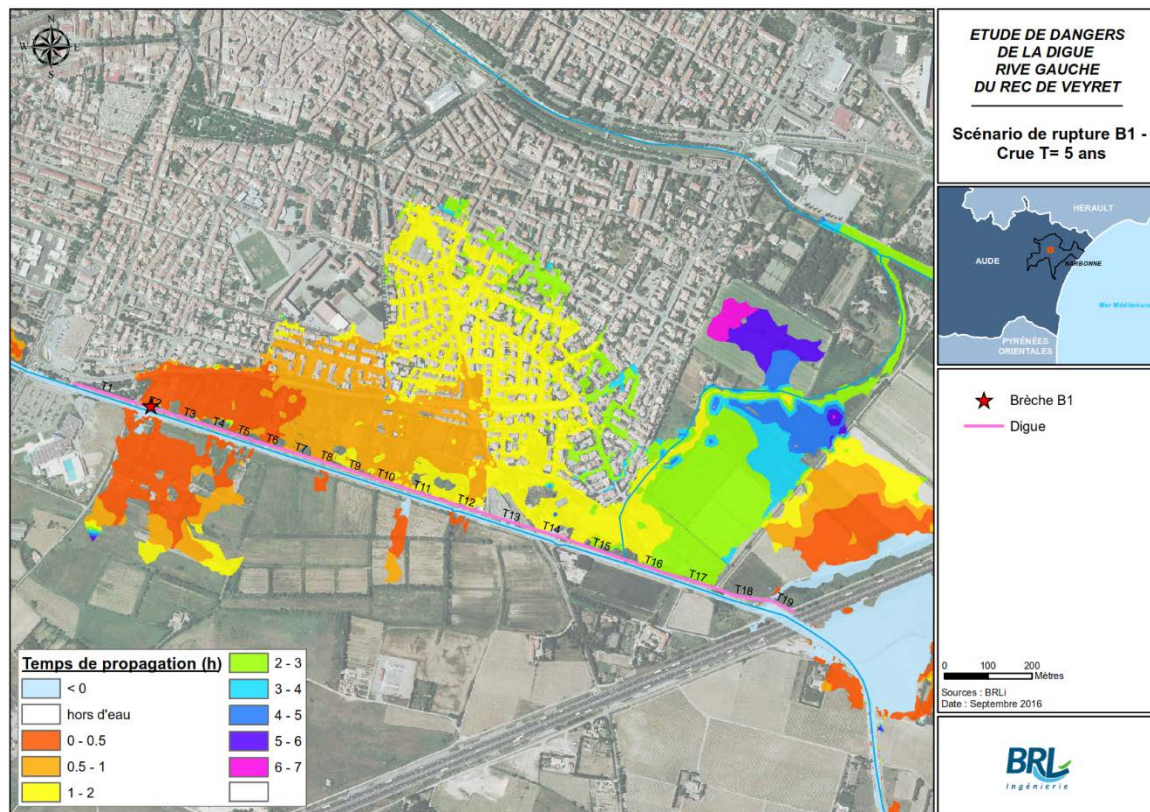 N
W
E
S
T1
T2
T3
T4
T5
T6
T7
T8
T9
T10
T11
T12
T13
T14
T15
T16
T17
T18
T19
Temps de propagation (h)
< 0
hors d'eau
0 - 0.5
0.5 - 1
1 - 2
2 - 3
3 - 4
4 - 5
5 - 6
6 - 7
ETUDE DE DANGERS
DE LA DIGUE
RIVE GAUCHE
DU REC DE VEYRET
Scénario de rupture B1 -
Crue T= 5 ans
HÉRAULT
AUDE
NARBONNE
Mer Méditerran
PYRÉNÉES
ORIENTALES
Brèche B1
Digue
0 100 200
Mètres
Sources : BRLi
Date : Septembre 2016
BRL
Ingénierie